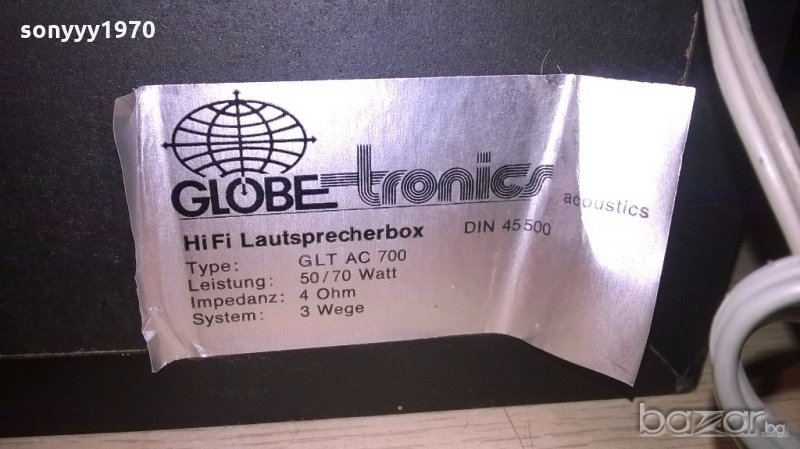 sonyyy1970
GLOBE-tronics acoustics
HiFi Lautsprecherbox DIN 45500
Type: GLT AC 700
Leistung: 50/70 Watt
Impedanz: 4 Ohm
System: 3 Wege
bazar.bg